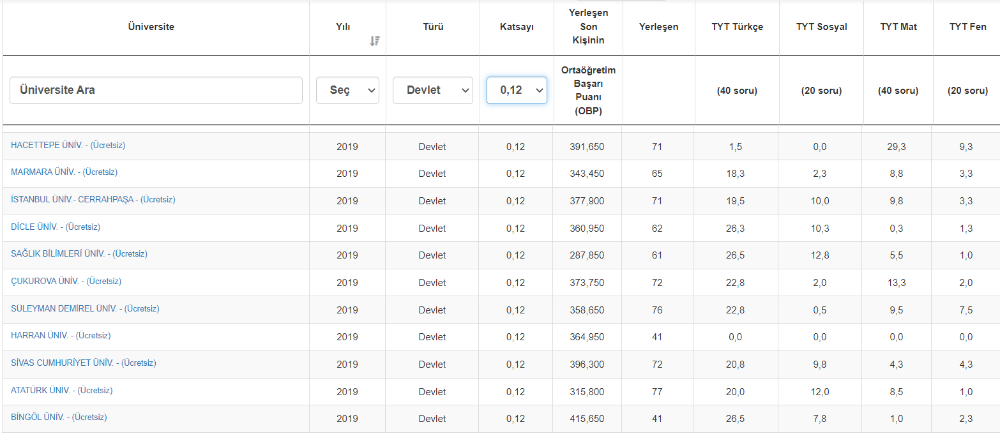 Üniversite Yılı Türü Katsayı Yerleşen Son Kişinin Yerleşen TYT Türkçe TYT Sosyal TYT Mat TYT Fen
Üniversite Ara Seç Devlet 0,12 Ortaöğretim Başarı Puanı (OBP) (40 soru) (20 soru) (40 soru) (20 soru)
HACETTEPE ÜNİV. - (Ücretsiz) 2019 Devlet 0,12 391,650 71 1,5 0,0 29,3 9,3
MARMARA ÜNİV. - (Ücretsiz) 2019 Devlet 0,12 343,450 65 18,3 2,3 8,8 3,3
İSTANBUL ÜNİV.- CERRAHPAŞA - (Ücretsiz) 2019 Devlet 0,12 377,900 71 19,5 10,0 9,8 3,3
DİCLE ÜNİV. - (Ücretsiz) 2019 Devlet 0,12 360,950 62 26,3 10,3 0,3 1,3
SAĞLIK BİLİMLERİ ÜNİV. - (Ücretsiz) 2019 Devlet 0,12 287,850 61 26,5 12,8 5,5 1,0
ÇUKUROVA ÜNİV. - (Ücretsiz) 2019 Devlet 0,12 373,750 72 22,8 2,0 13,3 2,0
SÜLEYMAN DEMİREL ÜNİV. - (Ücretsiz) 2019 Devlet 0,12 358,650 76 22,8 0,5 9,5 7,5
HARRAN ÜNİV. - (Ücretsiz) 2019 Devlet 0,12 364,950 41 0,0 0,0 0,0 0,0
SİVAS CUMHURİYET ÜNİV. - (Ücretsiz) 2019 Devlet 0,12 396,300 72 20,8 9,8 4,3 4,3
ATATÜRK ÜNİV. - (Ücretsiz) 2019 Devlet 0,12 315,800 77 20,0 12,0 8,5 1,0
BİNGÖL ÜNİV. - (Ücretsiz) 2019 Devlet 0,12 415,650 41 26,5 7,8 1,0 2,3